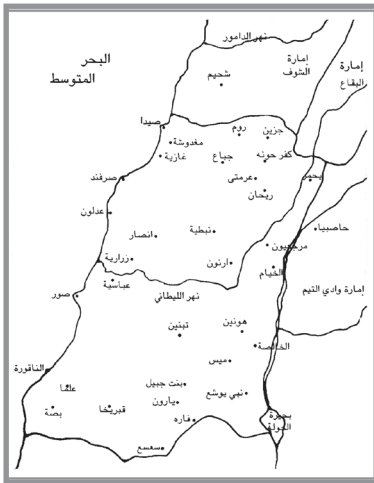 نهر الدامور
البحر
المتوسط
إمارة
الشوف
إمارة
البقاع
شحيم
صيدا
روم
جزين
مغدوشة
غازية
جباع
كفر حونه
صرفند
عرمتى
يحمر
ريحان
عدلون
انصار
نبطية
حاصبيا
مرجعيون
زرارية
ارنون
الخيام
عباسية
نهر الليطاني
إمارة وادي التيم
صور
تبنين
هونين
الخالصة
ميس
الناقورة
علما
بنت جبيل
نبي يوشع
بصة
قبريخا
يارون
فاره
بحيرة
الحولة
سعسع